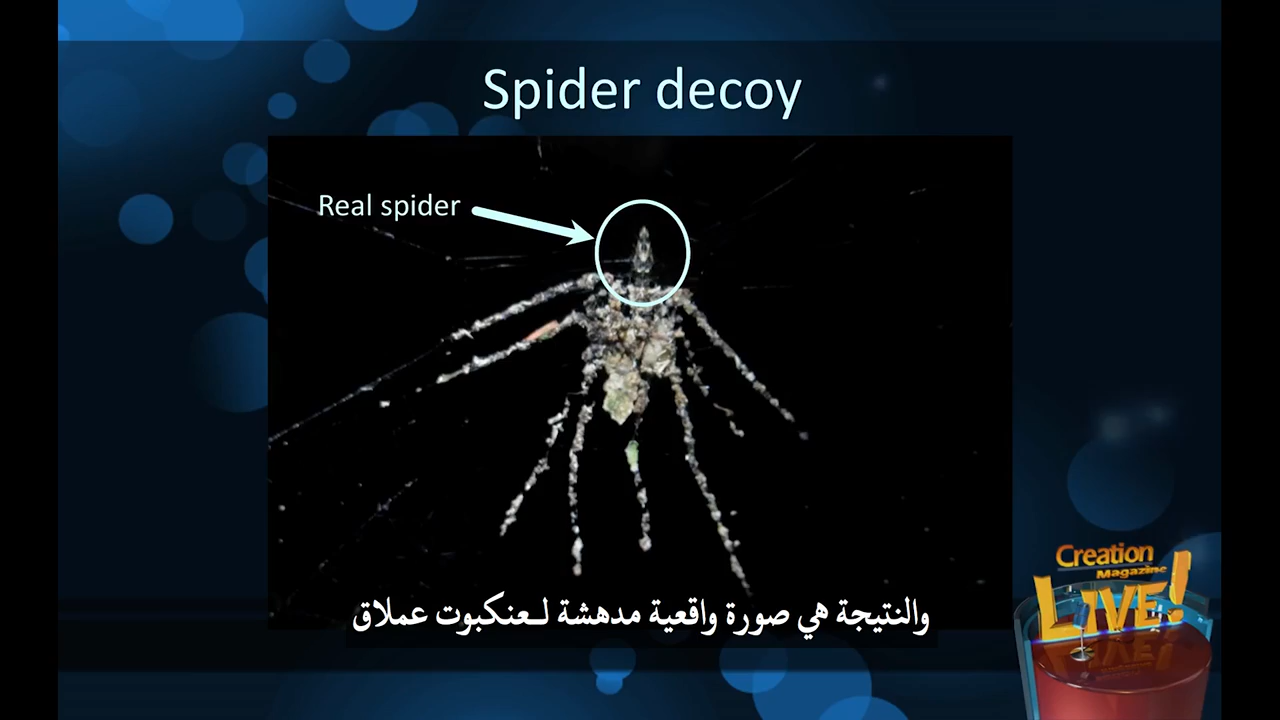 Spider decoy
Real spider
والنتيجة هي صورة واقعية مدهشة لـعنكبوت عملاق
Creation
Magazine
LIVE!